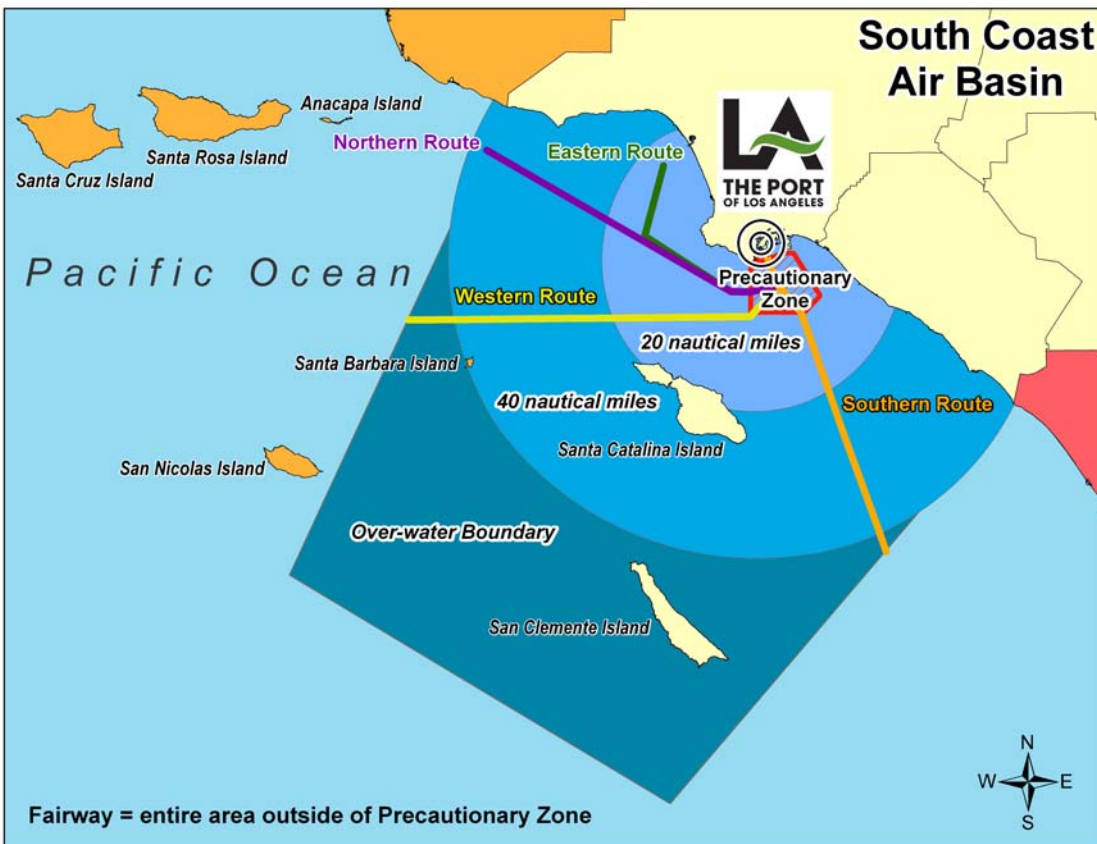 South Coast
Air Basin
Anacapa Island
Santa Rosa Island
Santa Cruz Island
Northern Route
Eastern Route
LA
THE PORT
OF LOS ANGELES
Pacific Ocean
Precautionary
Zone
Western Route
20 nautical miles
Santa Barbara Island
40 nautical miles
Southern Route
Santa Catalina Island
San Nicolas Island
Over-water Boundary
San Clemente Island
N
W
E
S
Fairway = entire area outside of Precautionary Zone